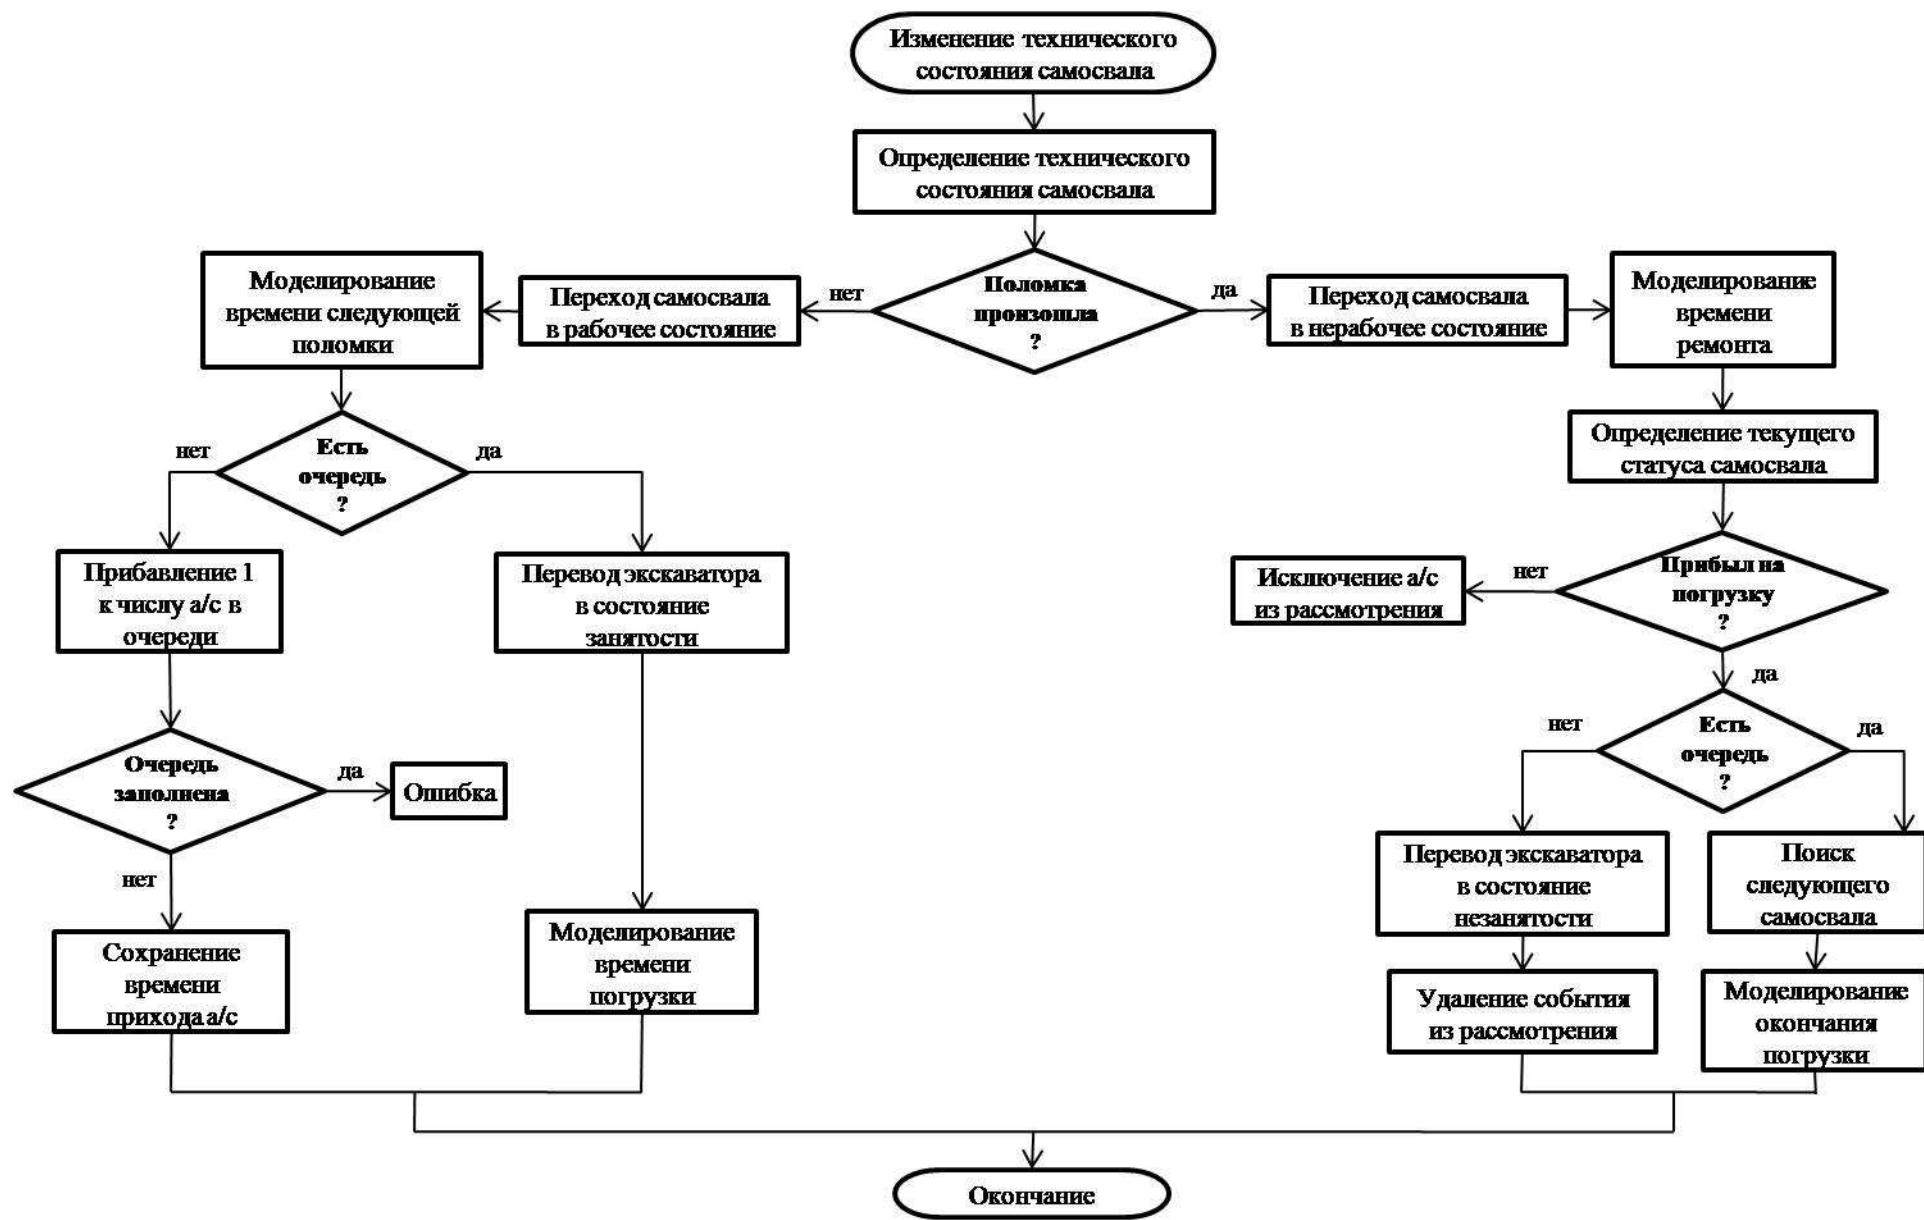 Изменение технического
состояния самосвала
Определение технического
состояния самосвала
Поломка
произошла
?
нет
да
Переход самосвала
в рабочее состояние
Моделирование
времени следующей
поломки
Переход самосвала
в нерабочее состояние
Моделирование
времени
ремонта
Есть
очередь
?
нет
да
Определение текущего
статуса самосвала
Прибавление 1
к числу а/с в
очереди
Перевод экскаватора
в состояние
занятости
Исключение а/с
из рассмотрения
нет
Прибыл на
погрузку
?
да
Очередь
заполнена
?
да
Ошибка
нет
Есть
очередь
?
нет
да
Перевод экскаватора
в состояние
незанятости
Поиск
следующего
самосвала
Сохранение
времени
прихода а/с
Моделирование
времени
погрузки
Удаление события
из рассмотрения
Моделирование
окончания
погрузки
Окончание